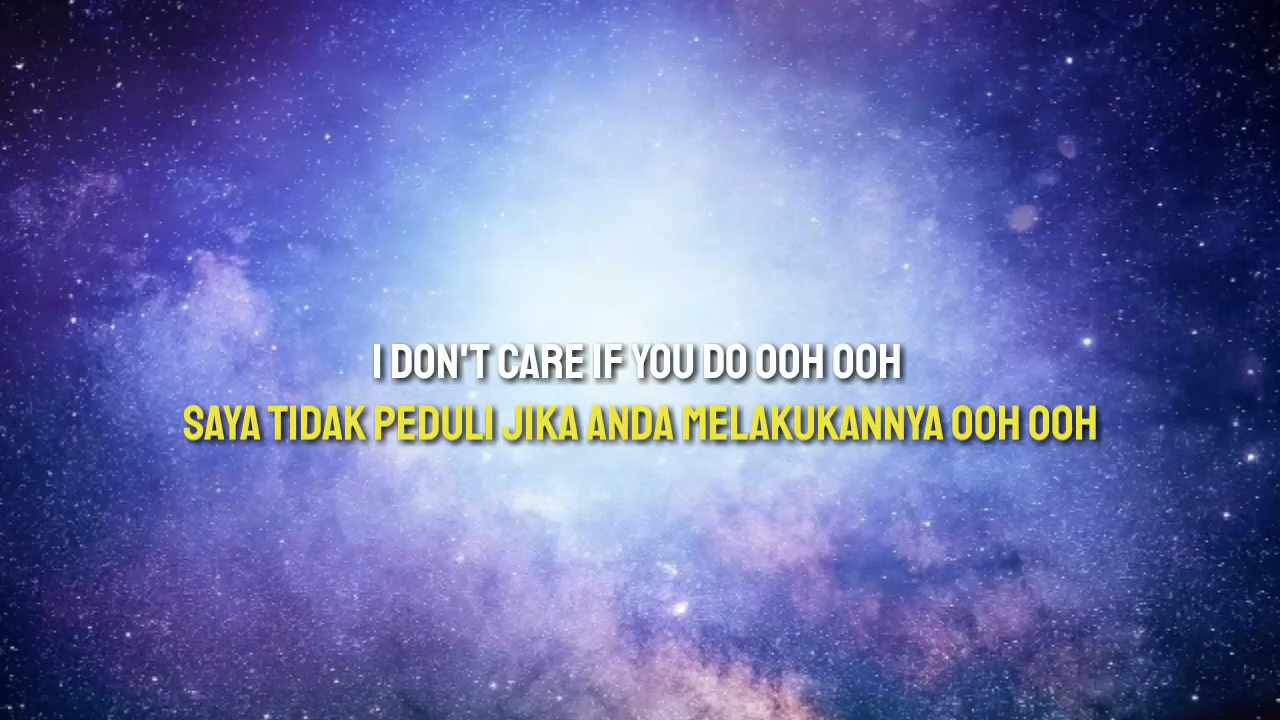 I DON'T CARE IF YOU DO OOH OOH
SAYA TIDAK PEDULI JIKA ANDA MELAKUKANNYA OOH OOH